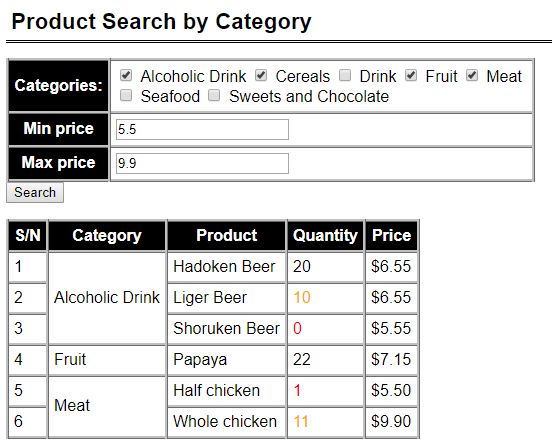 Product Search by Category
Categories: Alcoholic Drink Cereals Drink Fruit Meat
Seafood Sweets and Chocolate
Min price 5.5
Max price 9.9
Search
S/N Category Product Quantity Price
1 Alcoholic Drink Hadoken Beer 20 $6.55
2 Liger Beer 10 $6.55
3 Shoruken Beer 0 $5.55
4 Fruit Papaya 22 $7.15
5 Meat Half chicken 1 $5.50
6 Whole chicken 11 $9.90